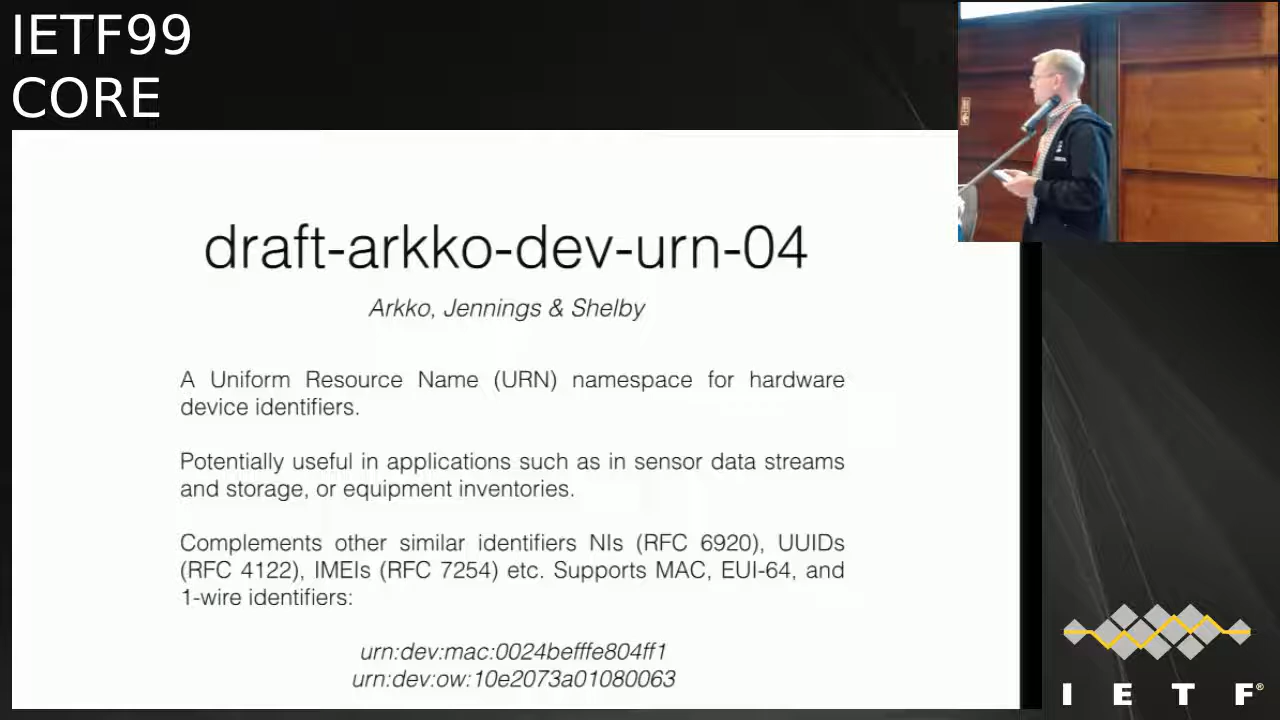 IETF99
CORE
draft-arkko-dev-urn-04
Arkko, Jennings & Shelby
A Uniform Resource Name (URN) namespace for hardware
device identifiers.
Potentially useful in applications such as in sensor data streams
and storage, or equipment inventories.
Complements other similar identifiers NIs (RFC 6920), UUIDs
(RFC 4122), IMEIs (RFC 7254) etc. Supports MAC, EUI-64, and
1-wire identifiers:
urn:dev:mac:0024befffe804ff1
urn:dev:ow:10e2073a01080063
I E T F®